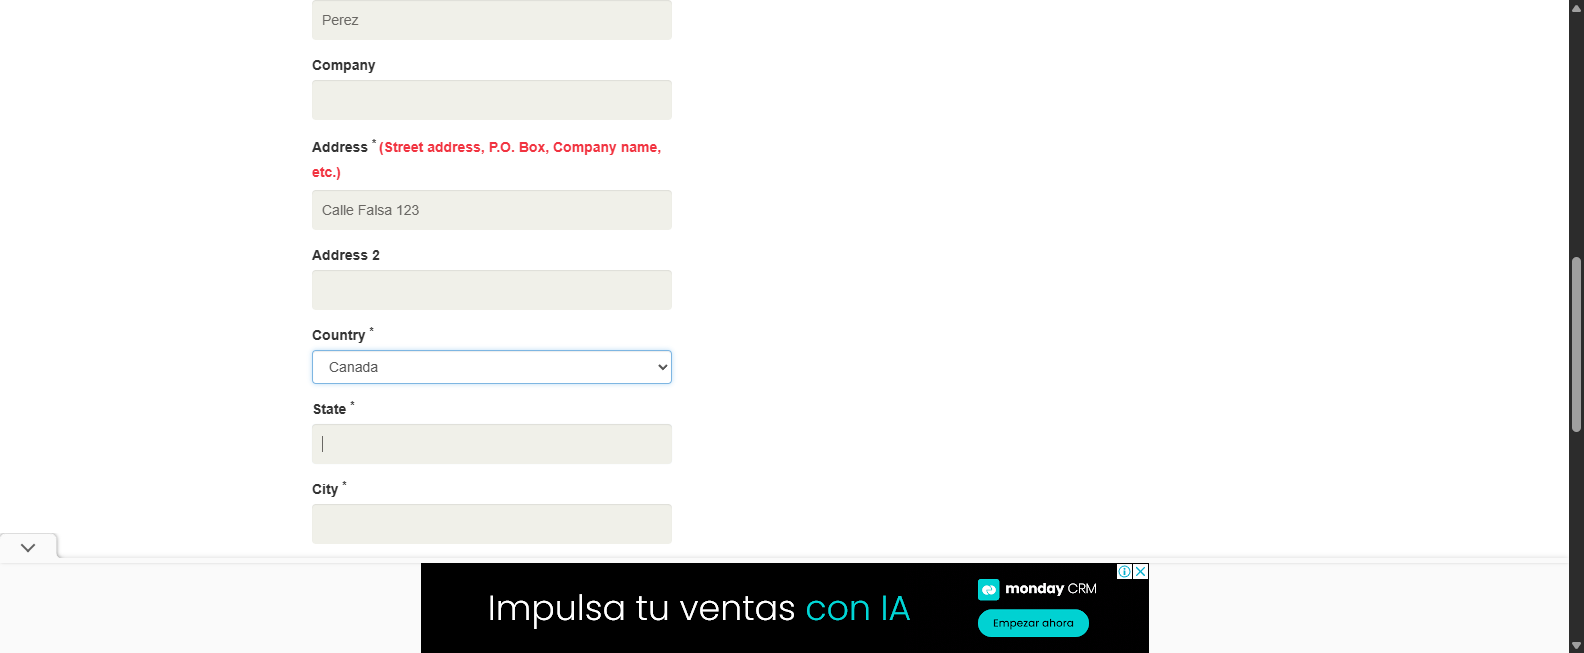 Perez
Company
Address * (Street address, P.O. Box, Company name,
etc.)
Calle Falsa 123
Address 2
Country *
Canada
State *
City *
Impulsa tu ventas con IA
monday CRM
Empezar ahora